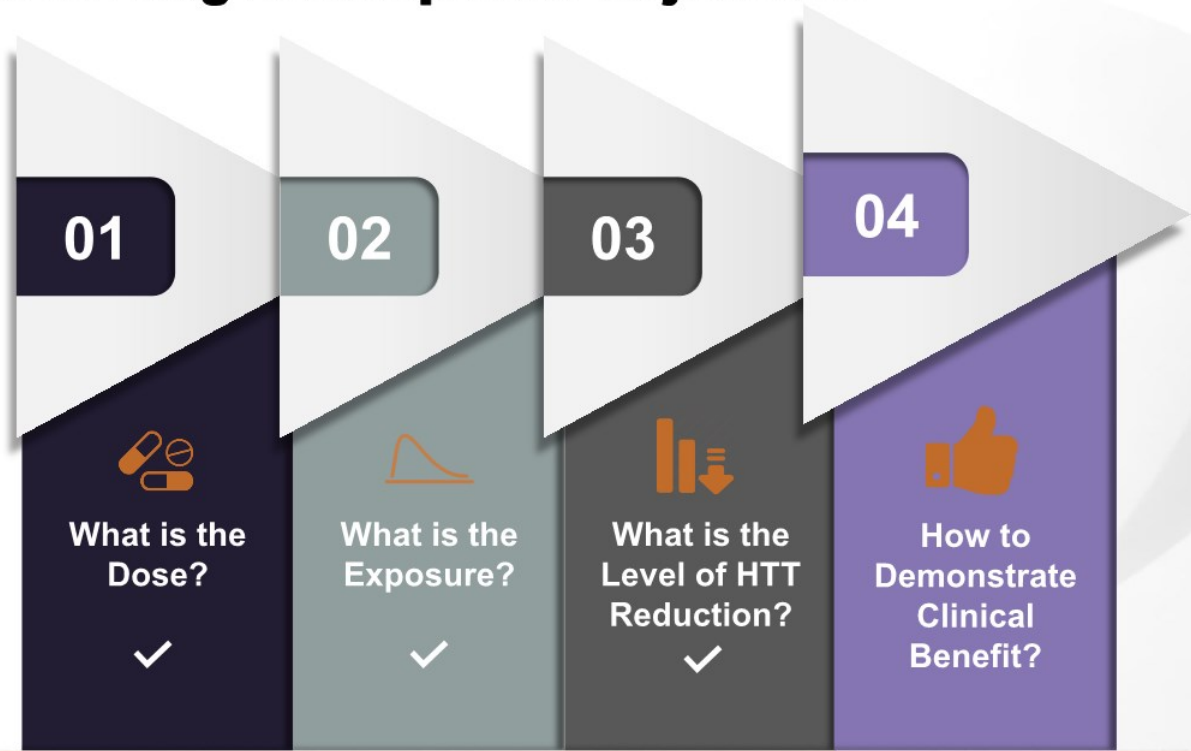 01
What is the
Dose?
02
What is the
Exposure?
03
What is the
Level of HTT
Reduction?
04
How to
Demonstrate
Clinical
Benefit?